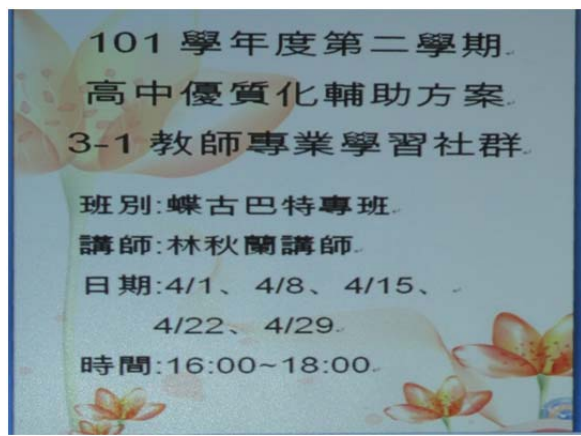 101 學年度第二學期
高中優質化輔助方案
3-1 教師專業學習社群
班別:蝶古巴特專班
講師:林秋蘭講師
日期:4/1、 4/8、 4/15、
4/22、 4/29
時間:16:00~18:00